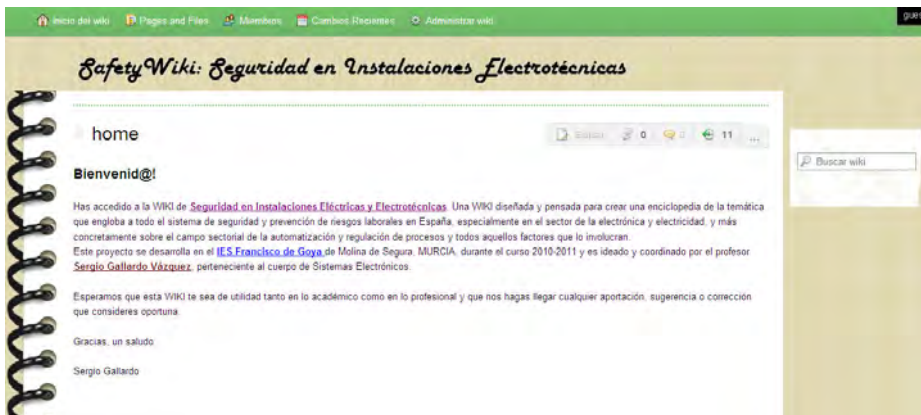 Inicio del wiki Pages and Files Members Cambios Recientes Administrar wiki
SafetyWiki: Seguridad en Instalaciones Electrotécnicas
home
0
11
...
Buscar wiki
Bienvenid@!
Has accedido a la WIKI de Seguridad en Instalaciones Eléctricas y Electrotécnicas. Una WIKI diseñada y pensada para crear una enciclopedia de la temática
que engloba a todo el sistema de seguridad y prevención de riesgos laborales en España, especialmente en el sector de la electrónica y electricidad, y más
concretamente sobre el campo sectorial de la automatización y regulación de procesos y todos aquellos factores que lo involucran.
Este proyecto se desarrolla en el IES Francisco de Goya de Molina de Segura, MURCIA, durante el curso 2010-2011 y es ideado y coordinado por el profesor
Sergio Gallardo Vázquez, perteneciente al cuerpo de Sistemas Electrónicos.
Esperamos que esta WIKI te sea de utilidad tanto en lo académico como en lo profesional y que nos hagas llegar cualquier aportación, sugerencia o corrección
que consideres oportuna.
Gracias, un saludo
Sergio Gallardo